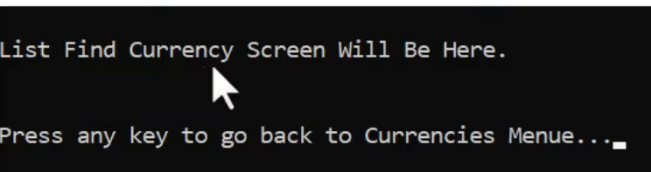 List Find Currency Screen Will Be Here.
Press any key to go back to Currencies Menue...